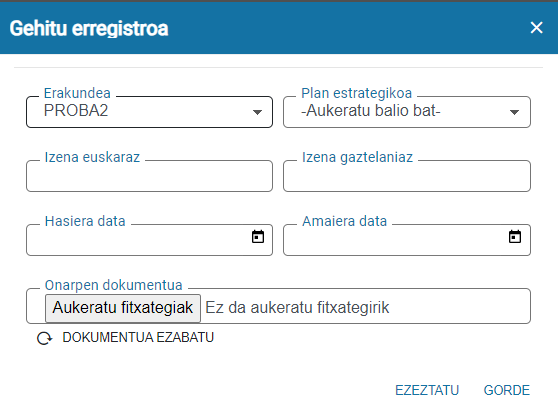 Gehitu erregistroa
Erakundea
PROBA2
Plan estrategikoa
-Aukeratu balio bat-
Izena euskaraz
Izena gaztelaniaz
Hasiera data
Amaiera data
Onarpen dokumentua
Aukeratu fitxategiak Ez da aukeratu fitxategirik
DOKUMENTUA EZABATU
EZEZTATU GORDE